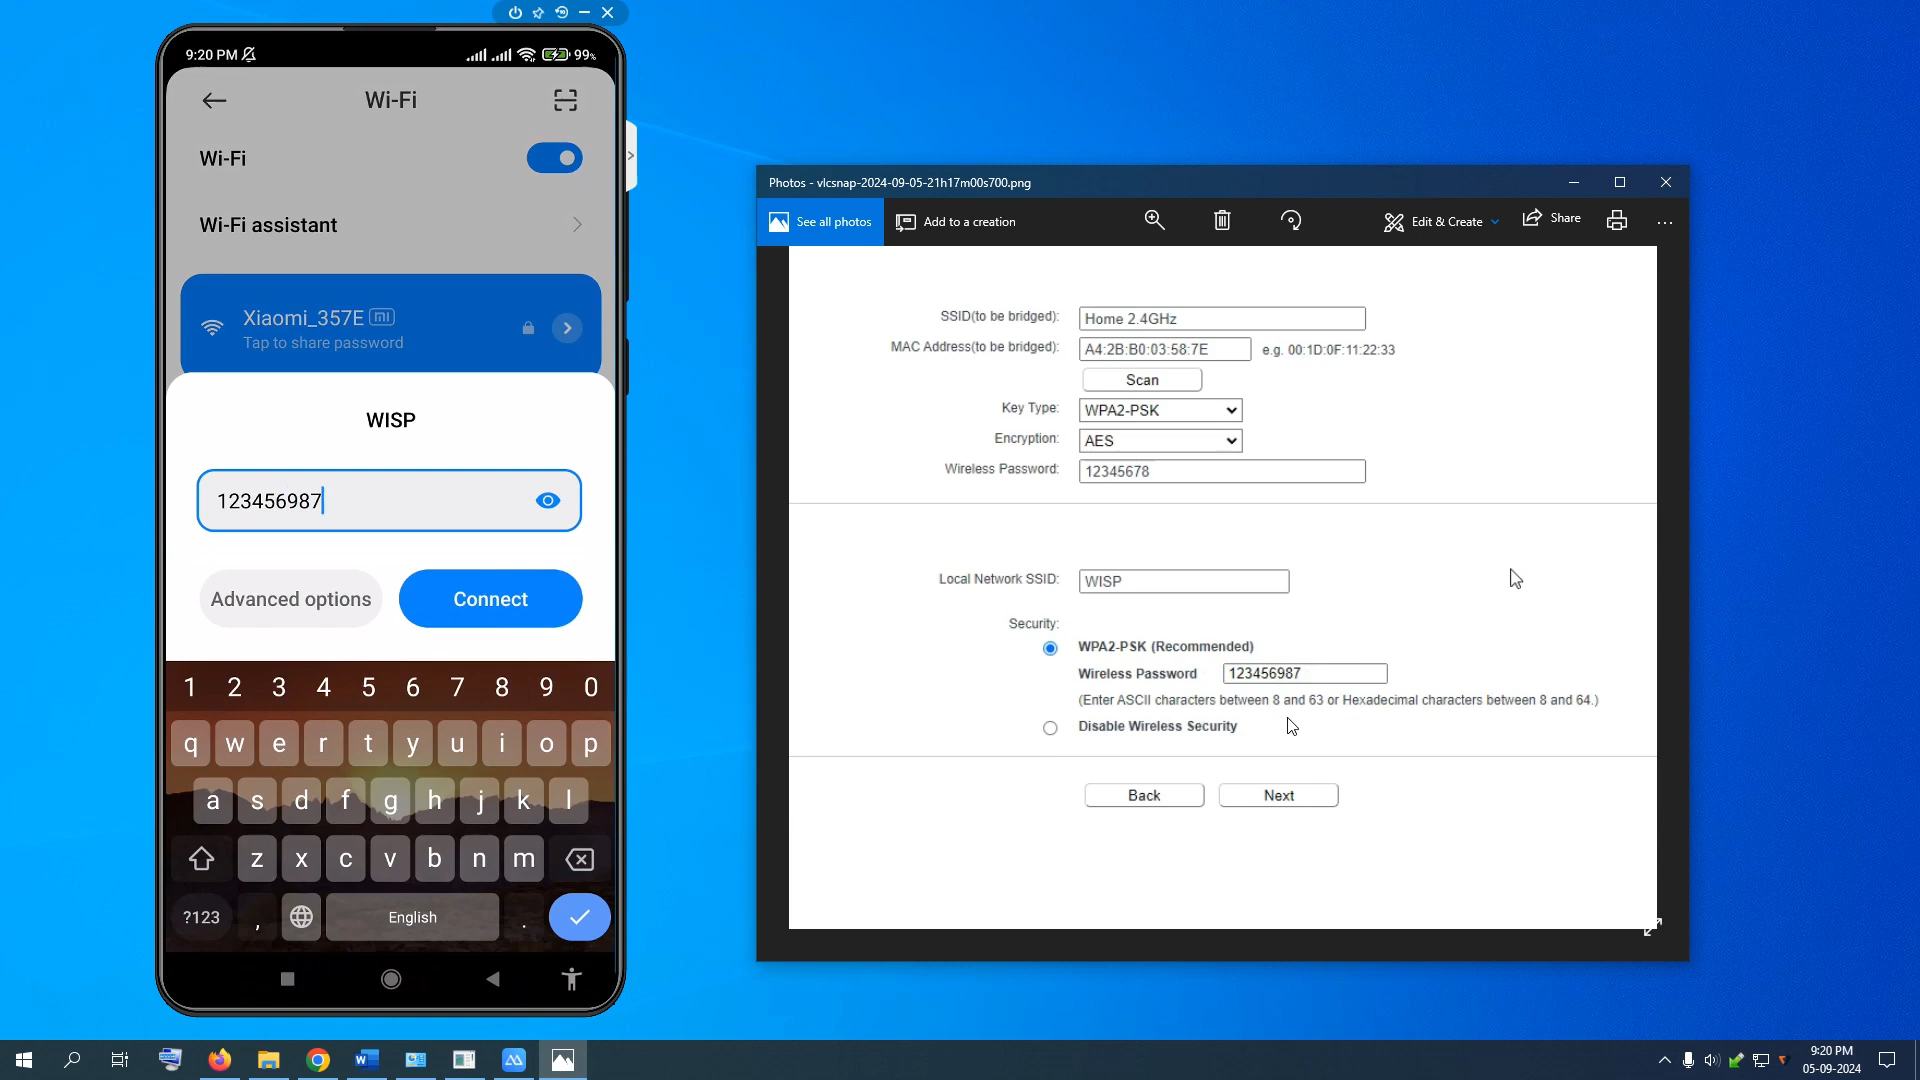 9:20 PM
99%
Wi-Fi
Wi-Fi
Wi-Fi assistant
Xiaomi_357E mi
Tap to share password
WISP
123456987
Advanced options
Connect
1 2 3 4 5 6 7 8 9 0
q w e r t y u i o p
a s d f g h j k l
z x c v b n m
?123 , English .
Photos - vlcsnap-2024-09-05-21h17m00s700.png
See all photos
Add to a creation
Edit & Create
Share
SSID(to be bridged): Home 2.4GHz
MAC Address(to be bridged): A4:2B:B0:03:58:7E e.g. 00:1D:0F:11:22:33
Scan
Key Type: WPA2-PSK
Encryption: AES
Wireless Password: 12345678
Local Network SSID: WISP
Security:
WPA2-PSK (Recommended)
Wireless Password 123456987
(Enter ASCII characters between 8 and 63 or Hexadecimal characters between 8 and 64.)
Disable Wireless Security
Back
Next
9:20 PM
05-09-2024